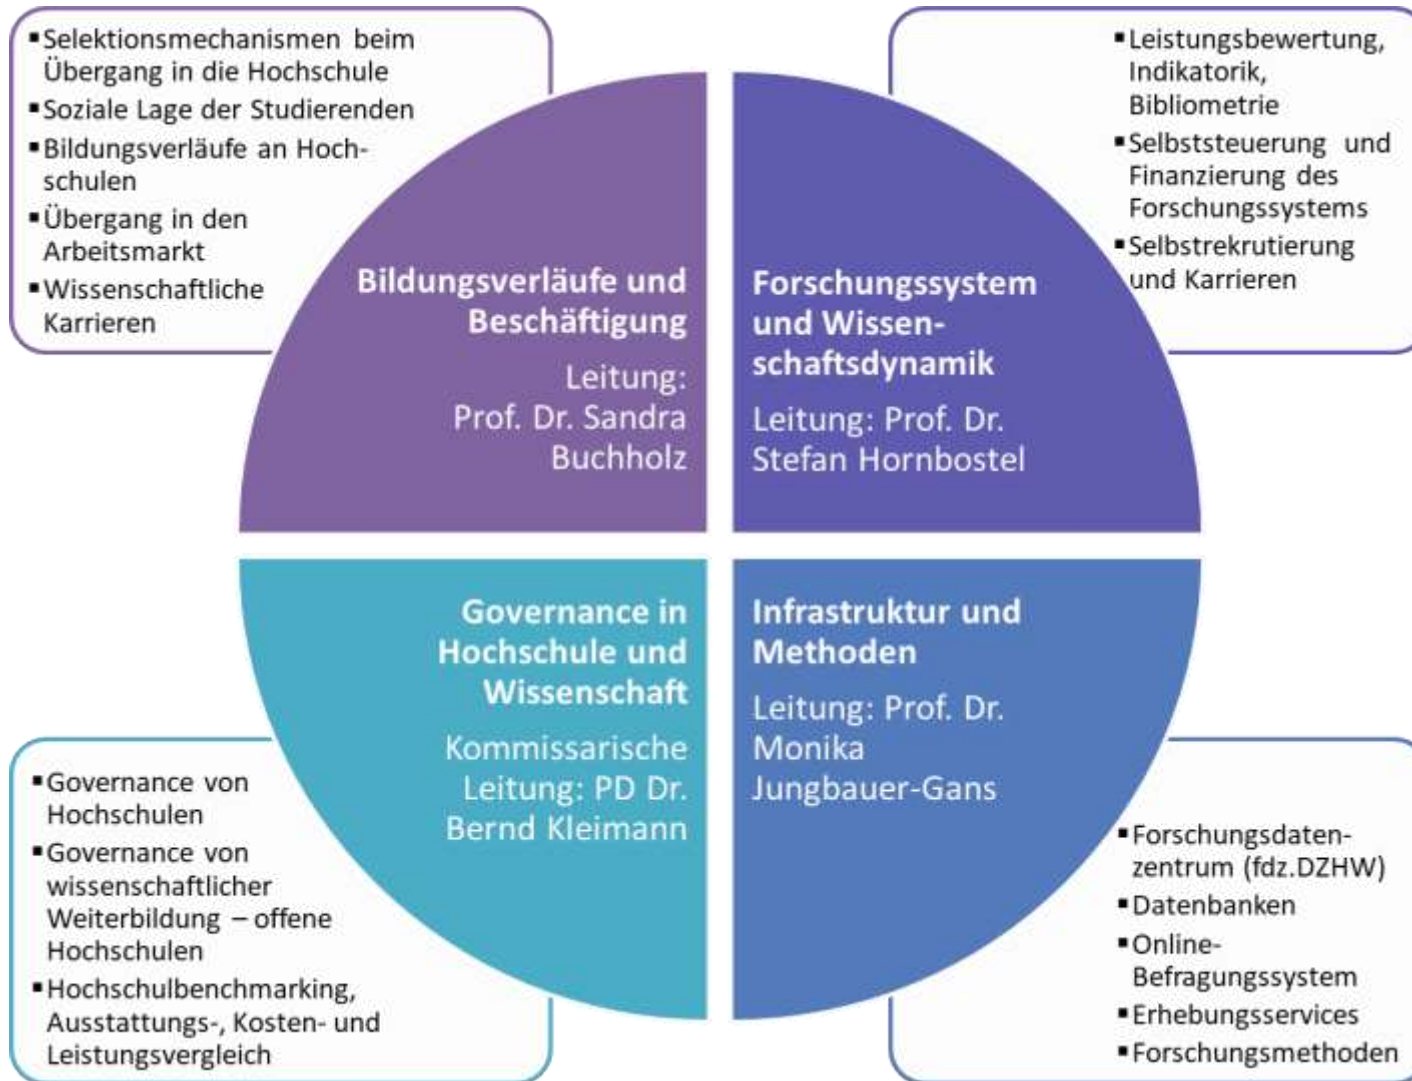 ▪Selektionsmechanismen beim
Übergang in die Hochschule
▪Soziale Lage der Studierenden
▪Bildungsverläufe an Hoch-
schulen
▪Übergang in den
Arbeitsmarkt
▪Wissenschaftliche
Karrieren
Bildungsverläufe und
Beschäftigung
Leitung:
Prof. Dr. Sandra
Buchholz
▪Leistungsbewertung,
Indikatorik,
Bibliometrie
▪Selbststeuerung und
Finanzierung des
Forschungssystems
▪Selbstrekrutierung
und Karrieren
Forschungssystem
und Wissen-
schaftsdynamik
Leitung: Prof. Dr.
Stefan Hornbostel
Governance in
Hochschule und
Wissenschaft
Kommissarische
Leitung: PD Dr.
Bernd Kleimann
▪Governance von
Hochschulen
▪Governance von
wissenschaftlicher
Weiterbildung – offene
Hochschulen
▪Hochschulbenchmarking,
Ausstattungs-, Kosten- und
Leistungsvergleich
Infrastruktur und
Methoden
Leitung: Prof. Dr.
Monika
Jungbauer-Gans
▪Forschungsdaten-
zentrum (fdz.DZHW)
▪Datenbanken
▪Online-
Befragungssystem
▪Erhebungsservices
▪Forschungsmethoden